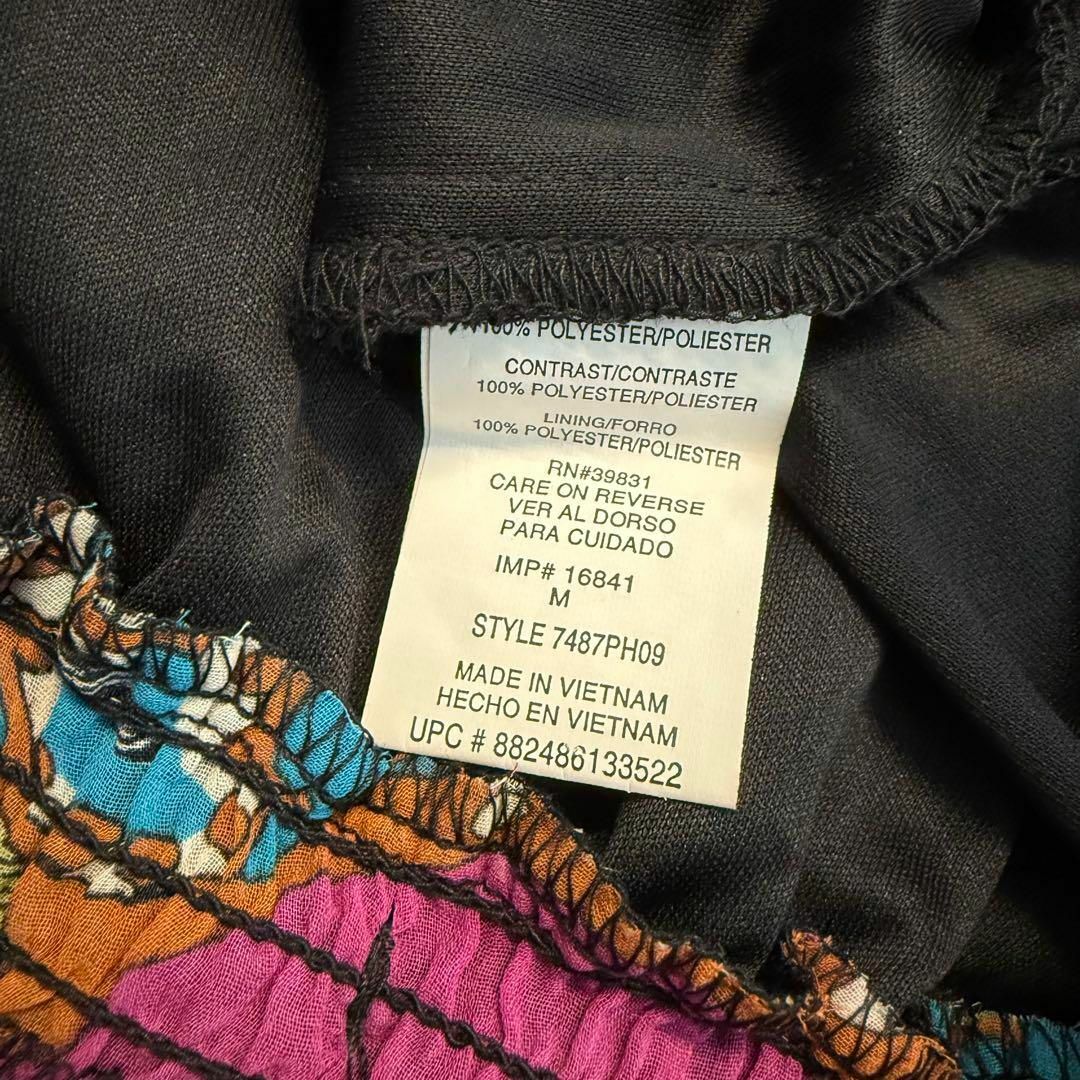 100% POLYESTER/POLIESTER
CONTRAST/CONTRASTE
100% POLYESTER/POLIESTER
LINING/FORRO
100% POLYESTER/POLIESTER
RN#39831
CARE ON REVERSE
VER AL DORSO
PARA CUIDADO
IMP# 16841
M
STYLE 7487PH09
MADE IN VIETNAM
HECHO EN VIETNAM
UPC # 882486133522